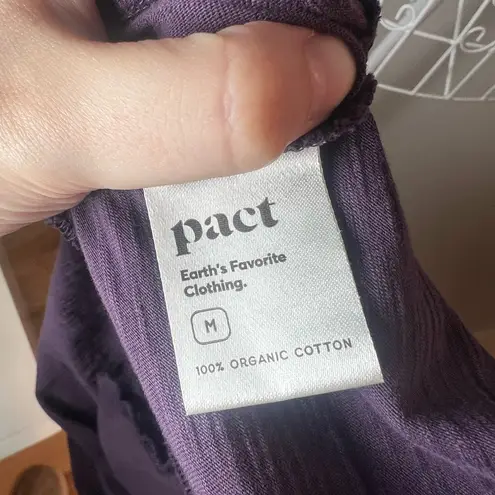 pact
Earth's Favorite
Clothing.
M
100% ORGANIC COTTON